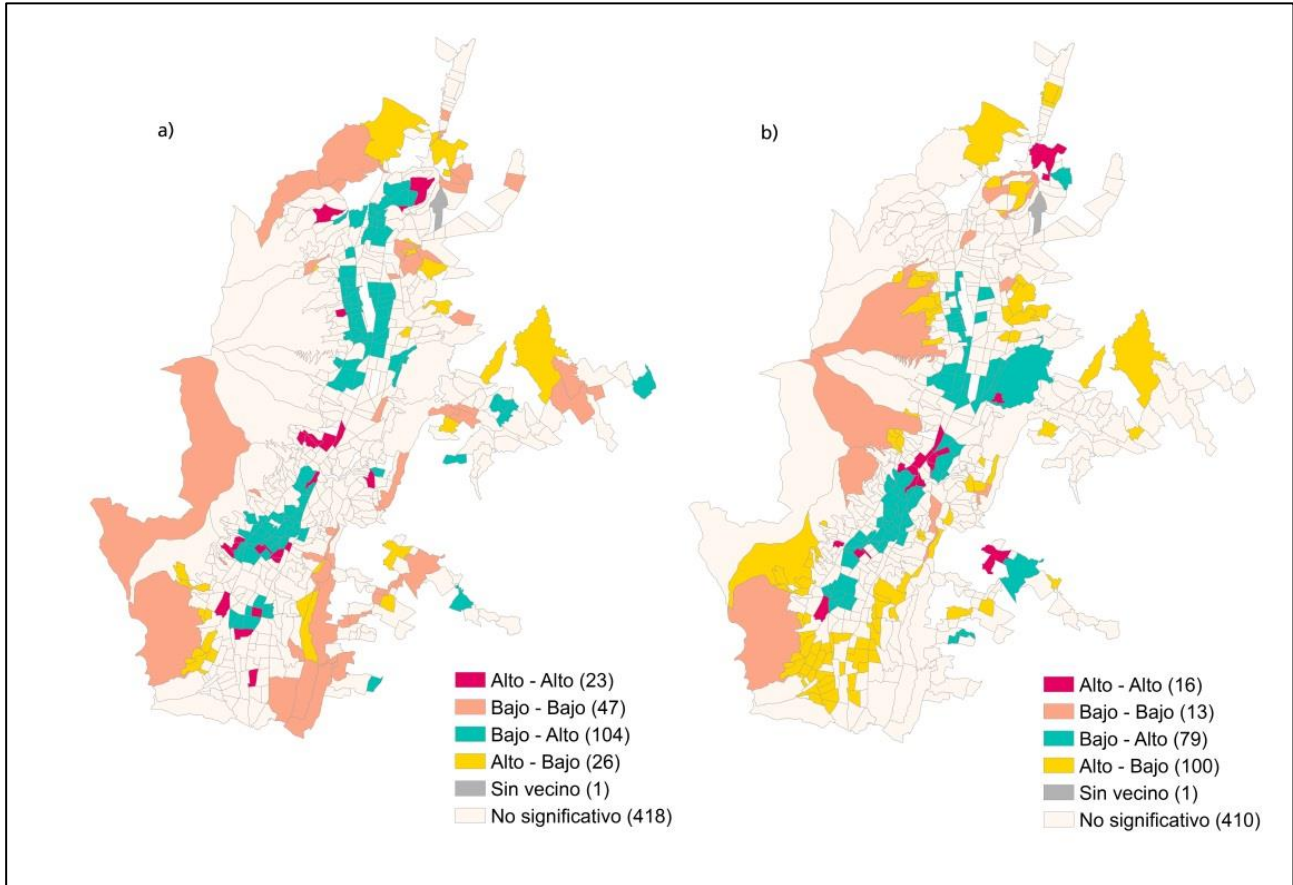 a)
Alto - Alto (23)
Bajo - Bajo (47)
Bajo - Alto (104)
Alto - Bajo (26)
Sin vecino (1)
No significativo (418)
b)
Alto - Alto (16)
Bajo - Bajo (13)
Bajo - Alto (79)
Alto - Bajo (100)
Sin vecino (1)
No significativo (410)